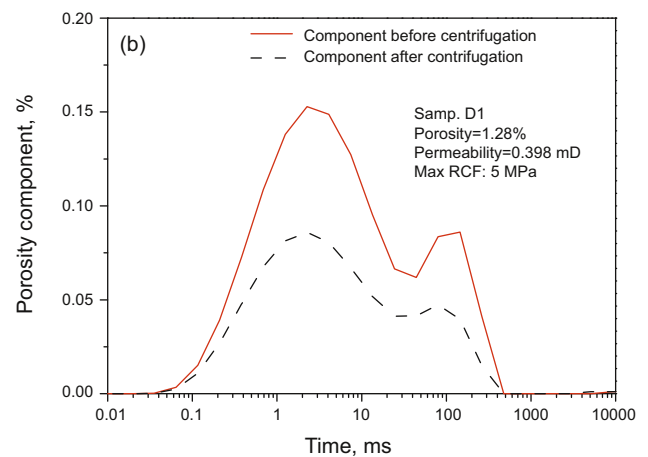 (b)
Component before centrifugation
Component after contrifugation
Samp. D1
Porosity=1.28%
Permeability=0.398 mD
Max RCF: 5 MPa
Porosity component, %
0.20
0.15
0.10
0.05
0.00
0.01 0.1 1 10 100 1000 10000
Time, ms